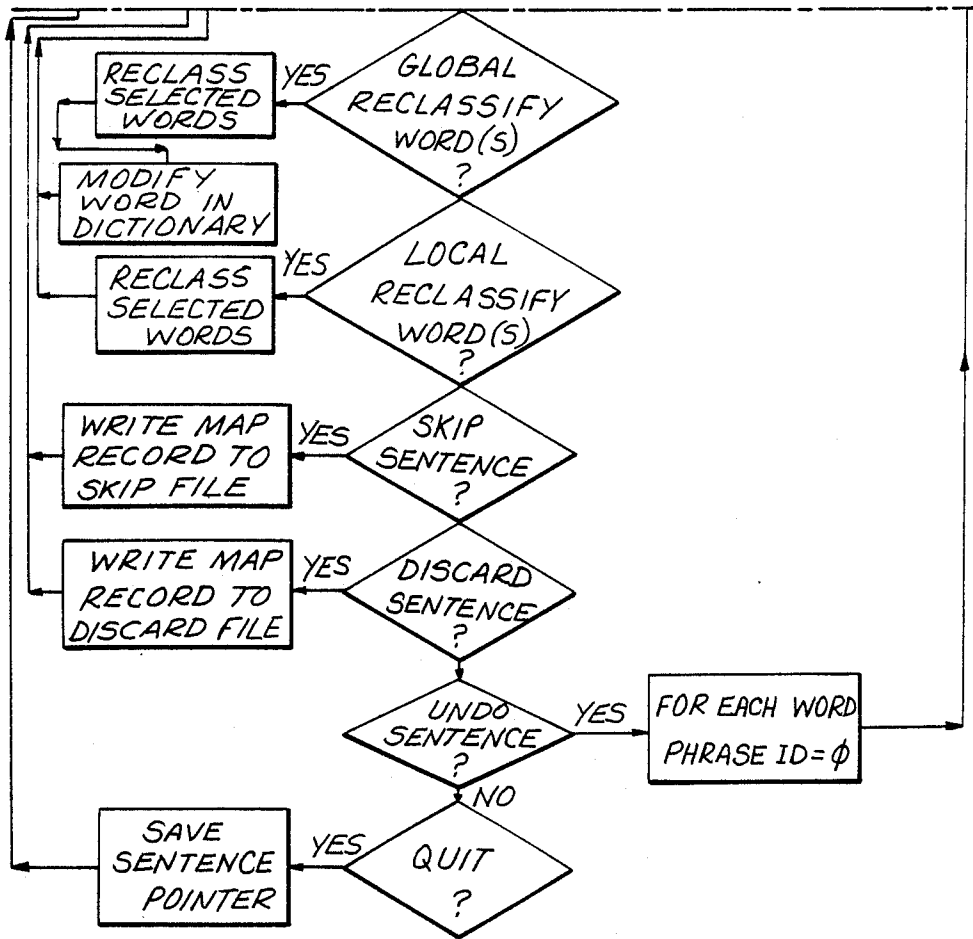 RECLASS
SELECTED
WORDS
YES
GLOBAL
RECLASSIFY
WORD(S)
?
MODIFY
WORD IN
DICTIONARY
RECLASS
SELECTED
WORDS
YES
LOCAL
RECLASSIFY
WORD(S)
?
WRITE MAP
RECORD TO
SKIP FILE
YES
SKIP
SENTENCE
?
WRITE MAP
RECORD TO
DISCARD FILE
YES
DISCARD
SENTENCE
?
UNDO
SENTENCE
?
YES
FOR EACH WORD
PHRASE ID=ϕ
NO
SAVE
SENTENCE
POINTER
YES
QUIT
?